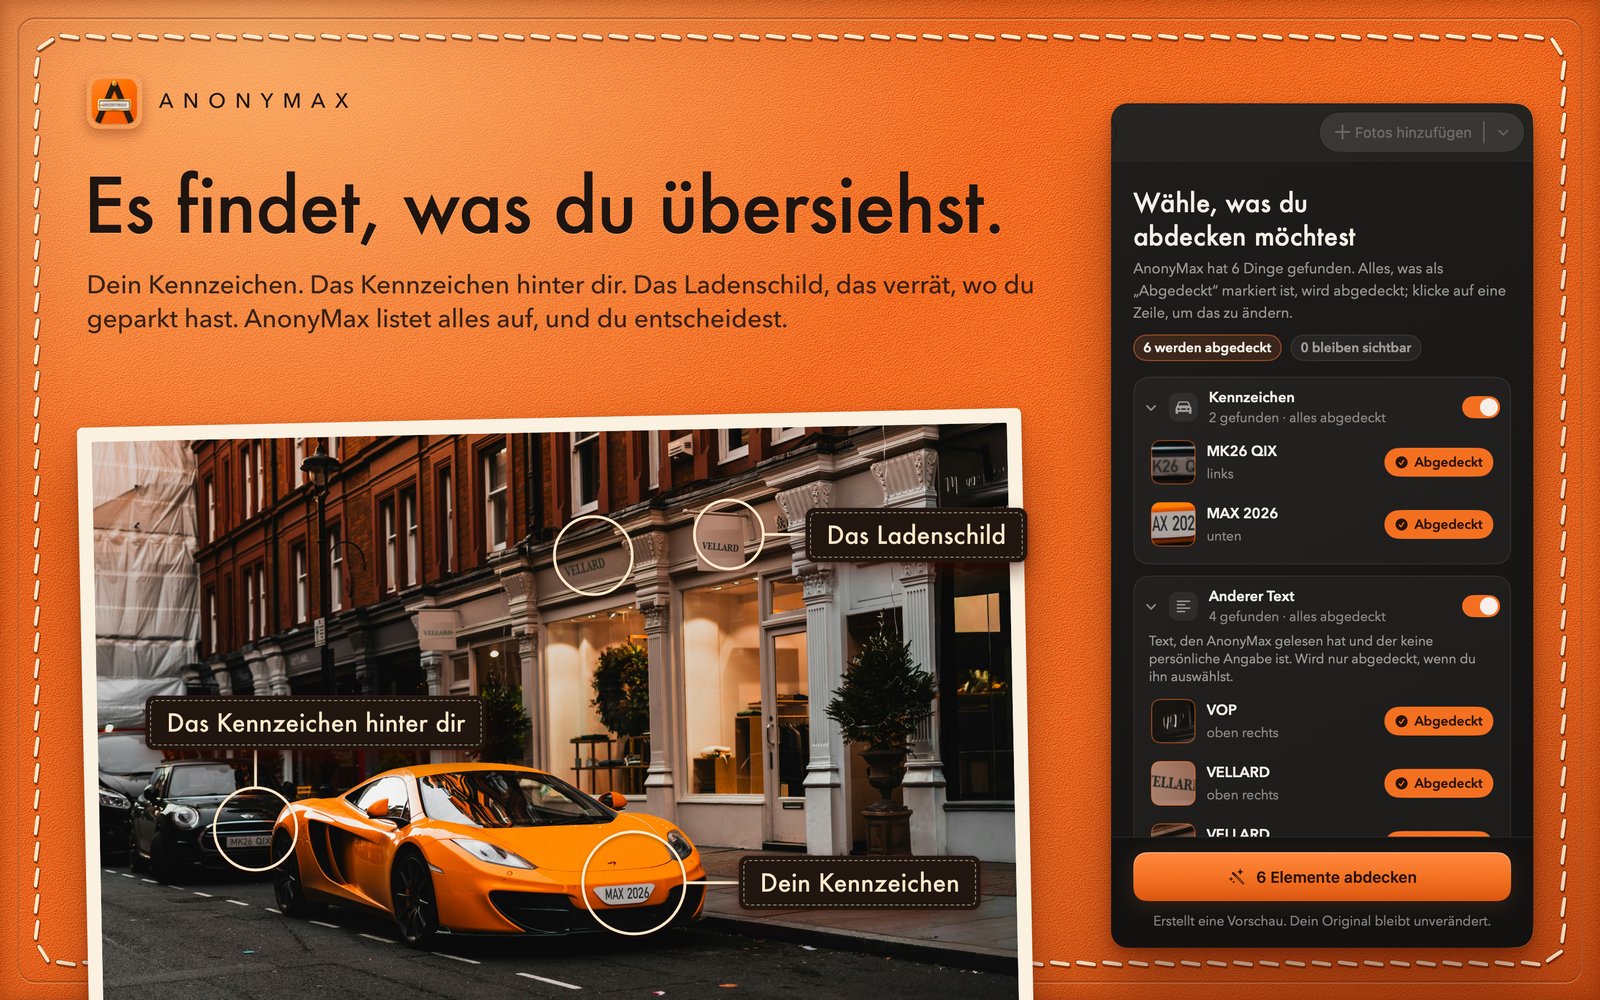 ANONYMAX
Es findet, was du übersiehst.
Dein Kennzeichen. Das Kennzeichen hinter dir. Das Ladenschild, das verrät, wo du
geparkt hast. AnonyMax listet alles auf, und du entscheidest.
VELLARD
VELLARD
VELLARD
Das Ladenschild
Das Kennzeichen hinter dir
MK26 QIX
MAX 2026
Dein Kennzeichen
Fotos hinzufügen
Wähle, was du
abdecken möchtest
AnonyMax hat 6 Dinge gefunden. Alles, was als
„Abgedeckt“ markiert ist, wird abgedeckt; klicke auf eine
Zeile, um das zu ändern.
6 werden abgedeckt
0 bleiben sichtbar
Kennzeichen
2 gefunden · alles abgedeckt
K26 Q
MK26 QIX
links
Abgedeckt
AX 202
MAX 2026
unten
Abgedeckt
Anderer Text
4 gefunden · alles abgedeckt
Text, den AnonyMax gelesen hat und der keine
persönliche Angabe ist. Wird nur abgedeckt, wenn du
ihn auswählst.
VOP
oben rechts
Abgedeckt
ELLAR
VELLARD
oben rechts
Abgedeckt
VELLARD
6 Elemente abdecken
Erstellt eine Vorschau. Dein Original bleibt unverändert.